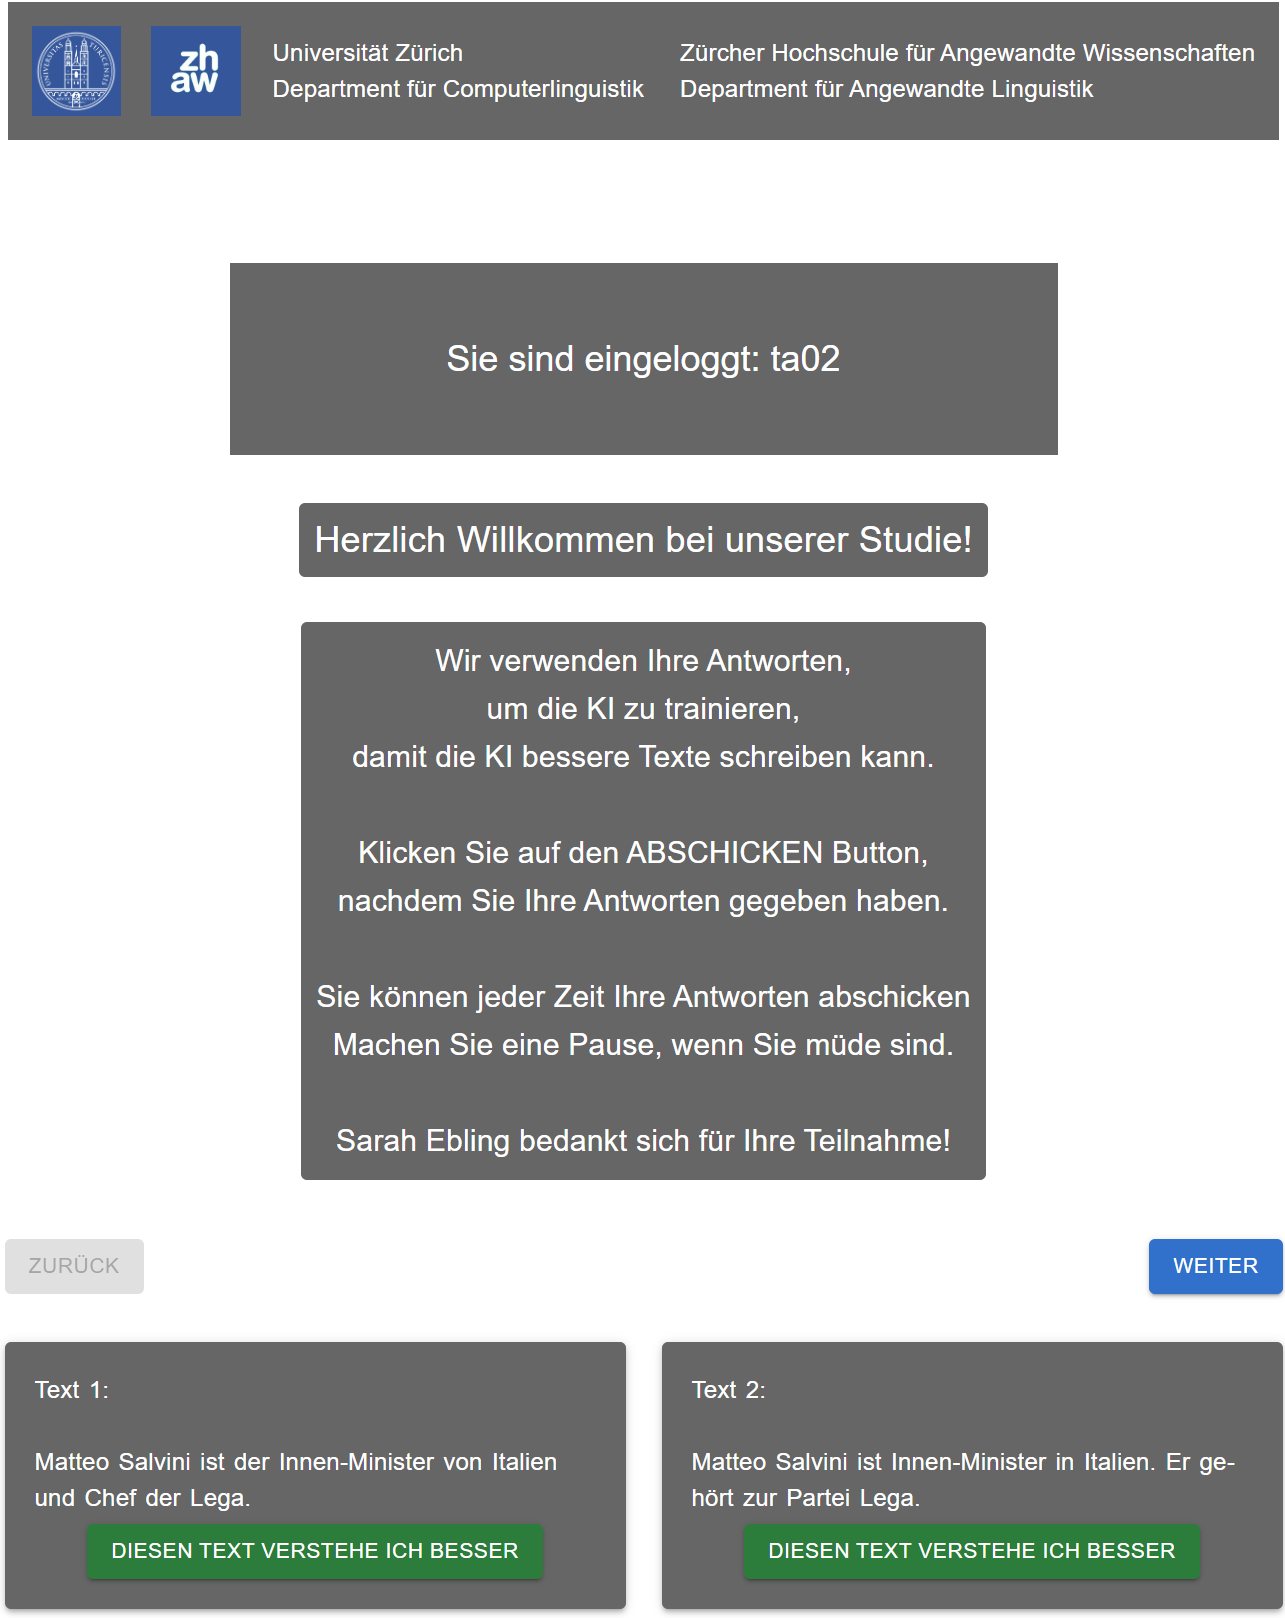 UNIVERSITAS TURICENSIS
zh
aw
Universität Zürich
Department für Computerlinguistik
Zürcher Hochschule für Angewandte Wissenschaften
Department für Angewandte Linguistik
Sie sind eingeloggt: ta02
Herzlich Willkommen bei unserer Studie!
Wir verwenden Ihre Antworten,
um die KI zu trainieren,
damit die KI bessere Texte schreiben kann.
Klicken Sie auf den ABSCHICKEN Button,
nachdem Sie Ihre Antworten gegeben haben.
Sie können jeder Zeit Ihre Antworten abschicken
Machen Sie eine Pause, wenn Sie müde sind.
Sarah Ebling bedankt sich für Ihre Teilnahme!
ZURÜCK
WEITER
Text 1:
Matteo Salvini ist der Innen-Minister von Italien
und Chef der Lega.
DIESEN TEXT VERSTEHE ICH BESSER
Text 2:
Matteo Salvini ist Innen-Minister in Italien. Er ge-
hört zur Partei Lega.
DIESEN TEXT VERSTEHE ICH BESSER